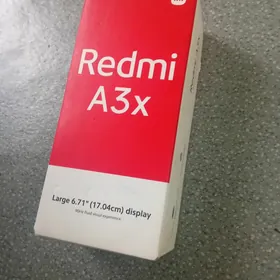 Redmi
A3x
Large 6.71" (17.04cm) display